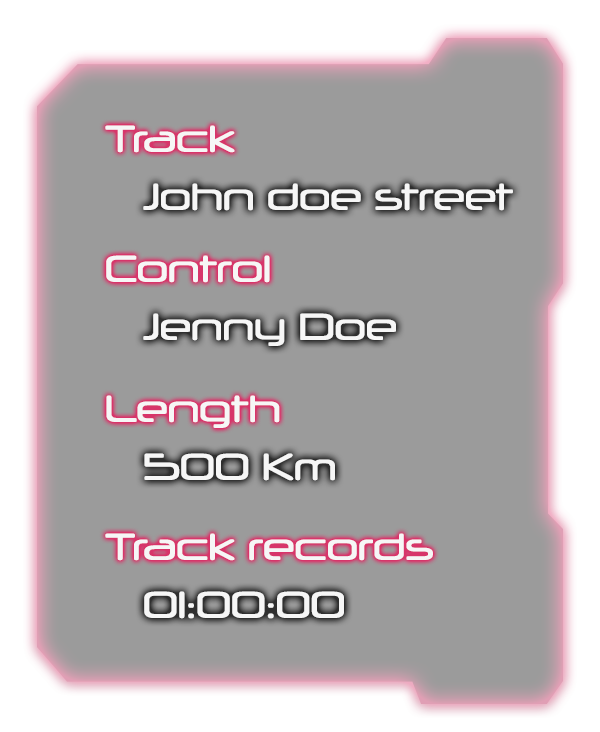 Track
John doe street
Control
Jenny Doe
Length
500 Km
Track records
01:00:00